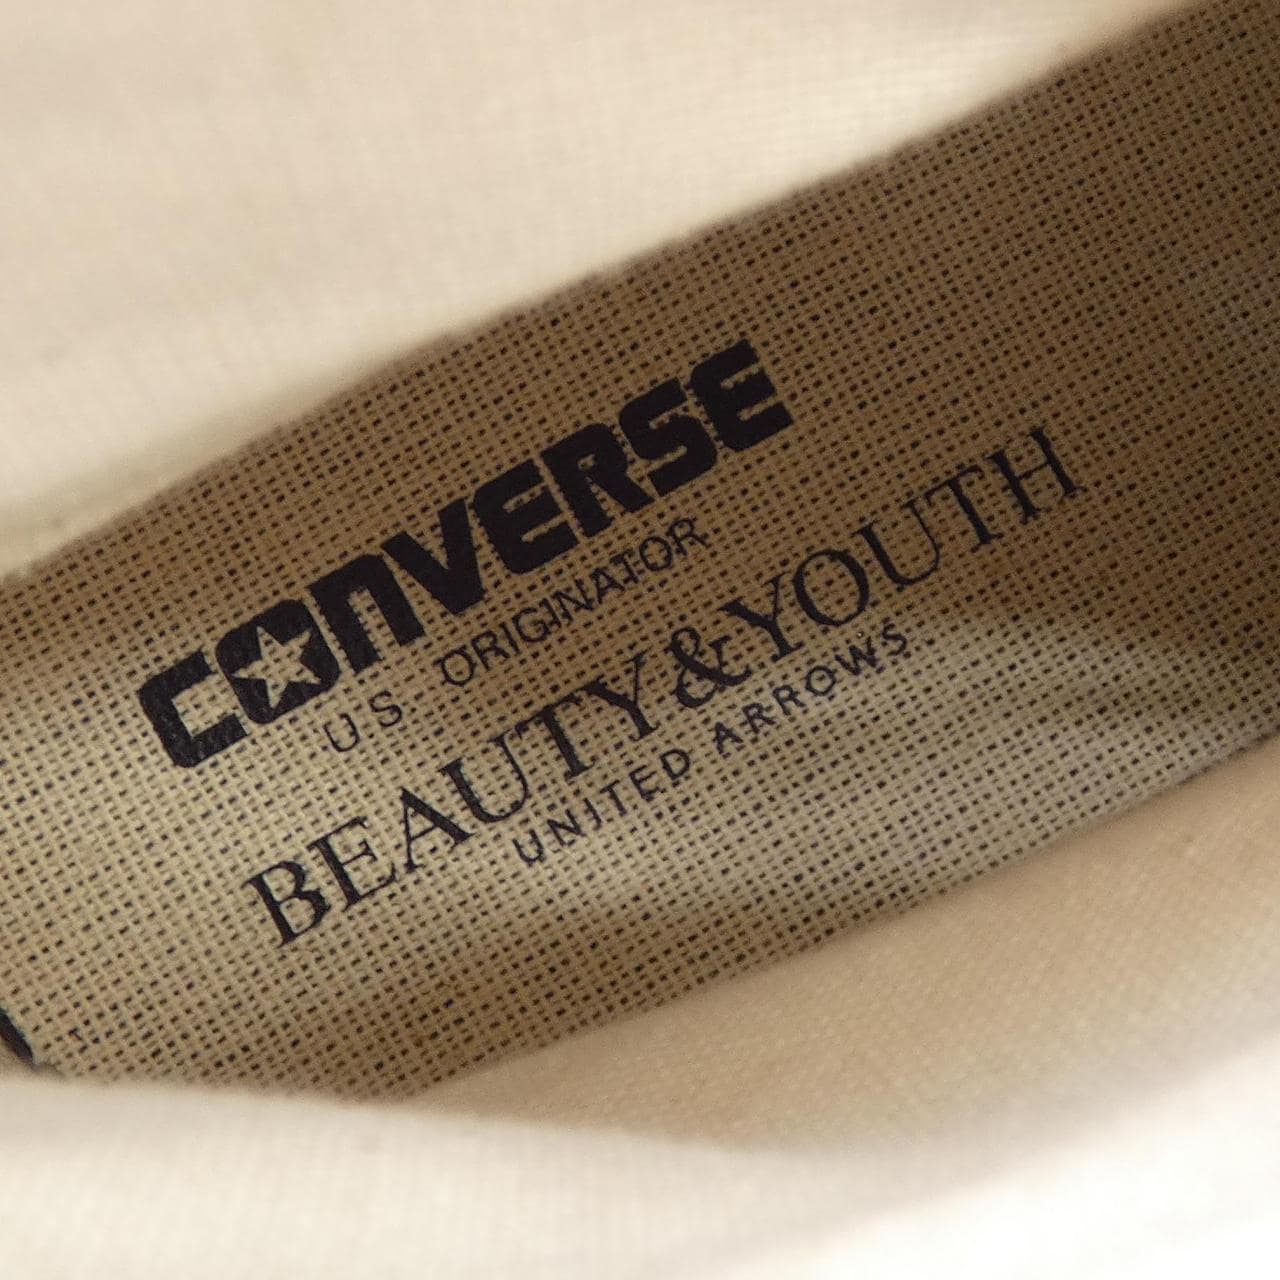 CONVERSE
US ORIGINATOR
BEAUTY&YOUTH
UNITED ARROWS